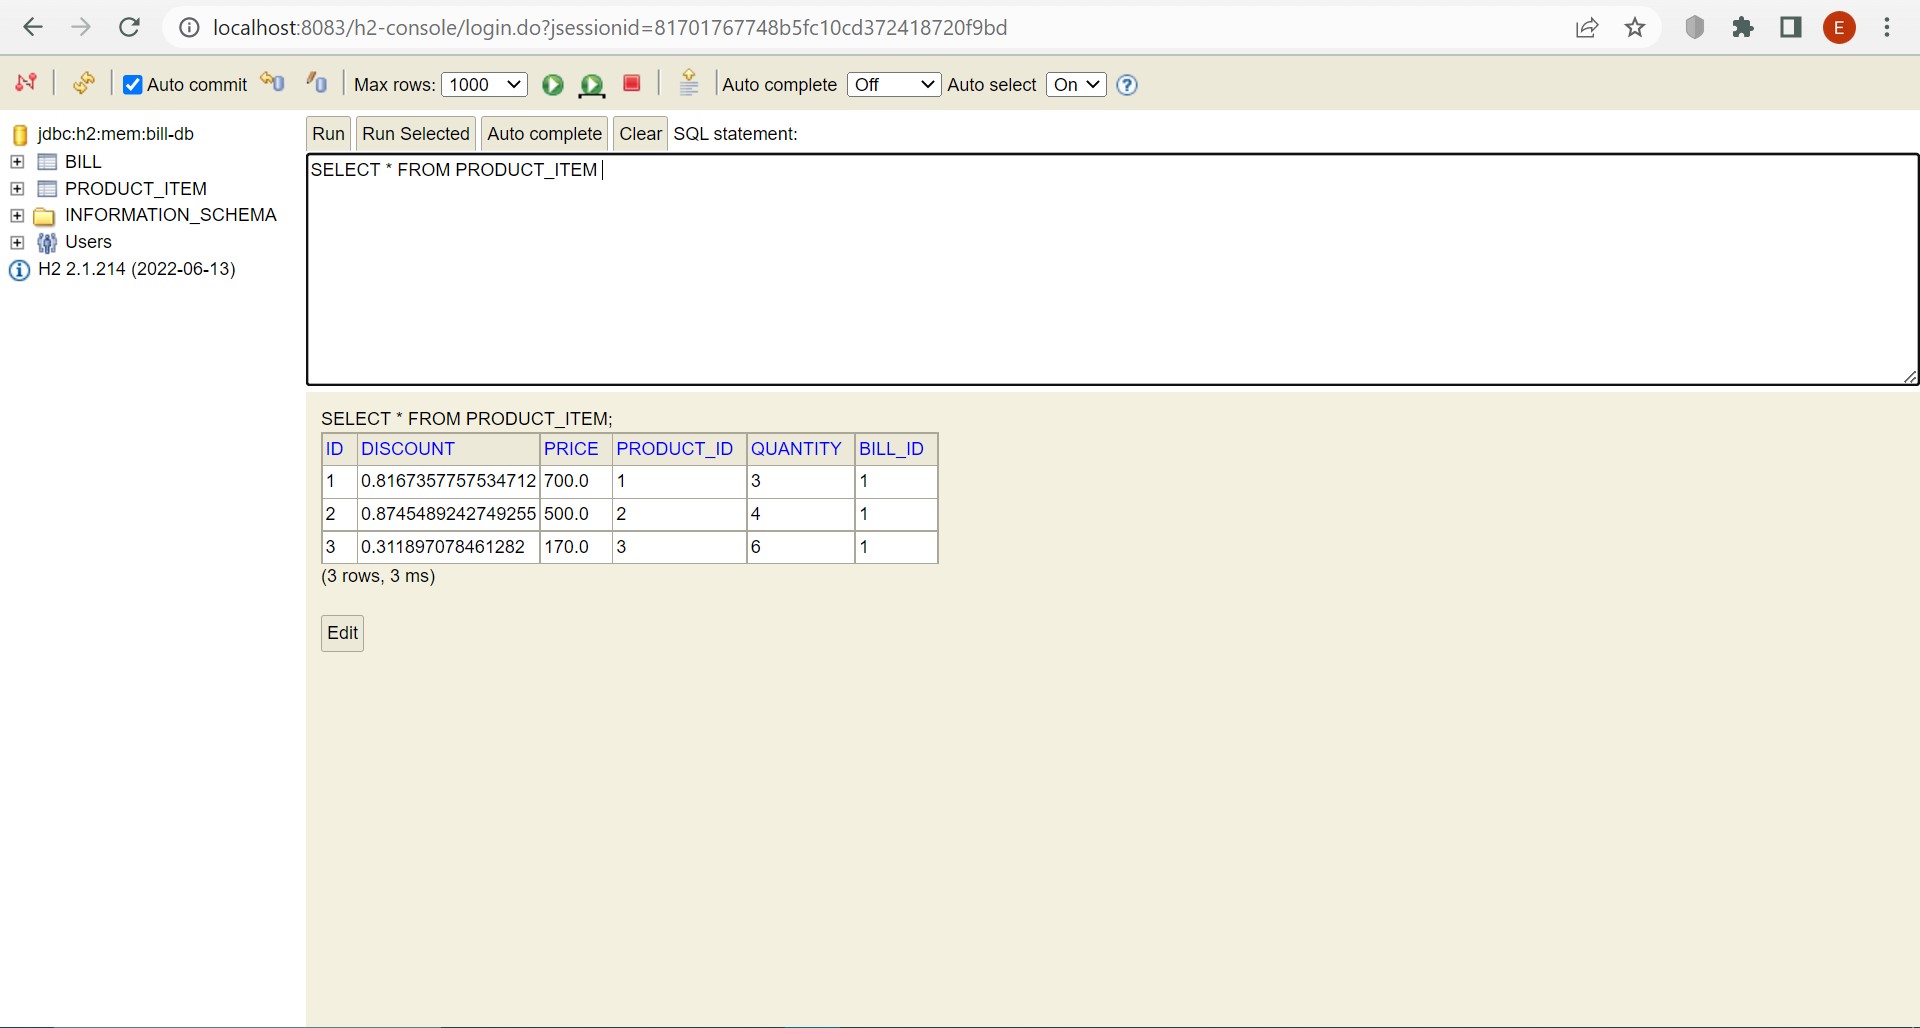 localhost:8083/h2-console/login.do?jsessionid=81701767748b5fc10cd372418720f9bd
E
Auto commit
Max rows: 1000
Auto complete Off
Auto select On
?
jdbc:h2:mem:bill-db
BILL
PRODUCT_ITEM
INFORMATION_SCHEMA
Users
H2 2.1.214 (2022-06-13)
Run Run Selected Auto complete Clear SQL statement:
SELECT * FROM PRODUCT_ITEM
SELECT * FROM PRODUCT_ITEM;
ID DISCOUNT PRICE PRODUCT_ID QUANTITY BILL_ID
1 0.8167357757534712 700.0 1 3 1
2 0.8745489242749255 500.0 2 4 1
3 0.311897078461282 170.0 3 6 1
(3 rows, 3 ms)
Edit